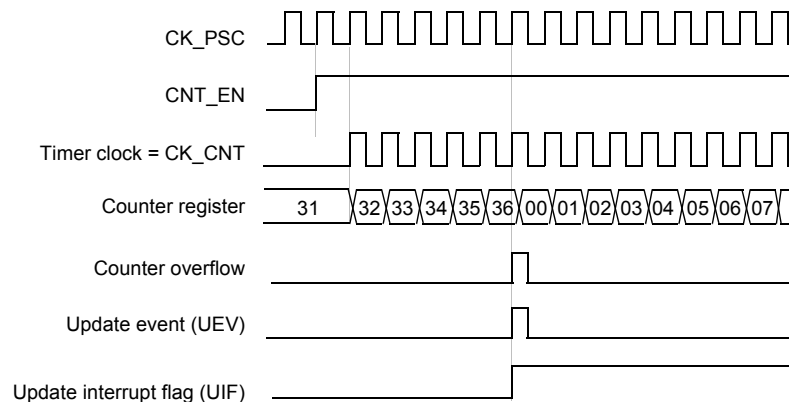 CK_PSC
CNT_EN
Timer clock = CK_CNT
Counter register 31 32 33 34 35 36 00 01 02 03 04 05 06 07
Counter overflow
Update event (UEV)
Update interrupt flag (UIF)